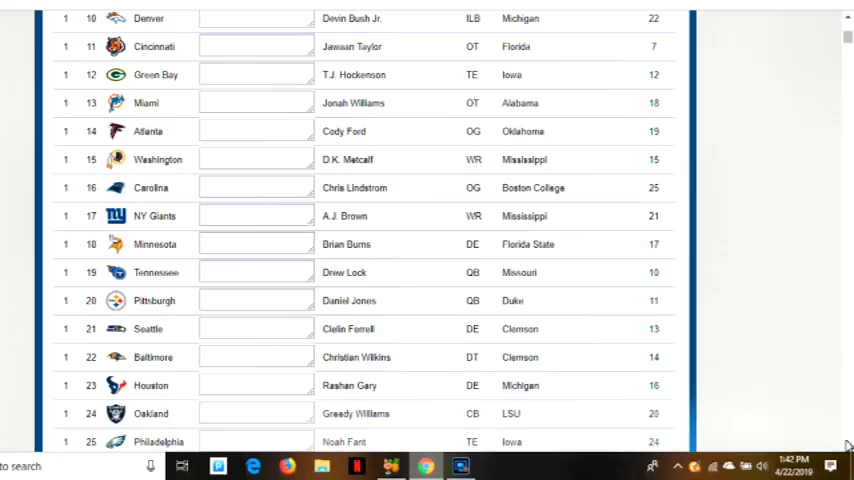 1 10 Denver Devin Bush Jr. ILB Michigan 22
1 11 Cincinnati Jawaan Taylor OT Florida 7
1 12 Green Bay T.J. Hockenson TE Iowa 12
1 13 Miami Jonah Williams OT Alabama 18
1 14 Atlanta Cody Ford OG Oklahoma 19
1 15 Washington D.K. Metcalf WR Mississippi 15
1 16 Carolina Chris Lindstrom OG Boston College 25
1 17 NY Giants A.J. Brown WR Mississippi 21
1 18 Minnesota Brian Burns DE Florida State 17
1 19 Tennessee Drew Lock QB Missouri 10
1 20 Pittsburgh Daniel Jones QB Duke 11
1 21 Seattle Clelin Ferrell DE Clemson 13
1 22 Baltimore Christian Wilkins DT Clemson 14
1 23 Houston Rashan Gary DE Michigan 16
1 24 Oakland Greedy Williams CB LSU 20
1 25 Philadelphia Noah Fant TE Iowa 24
to search
1:42 PM
4/22/2019